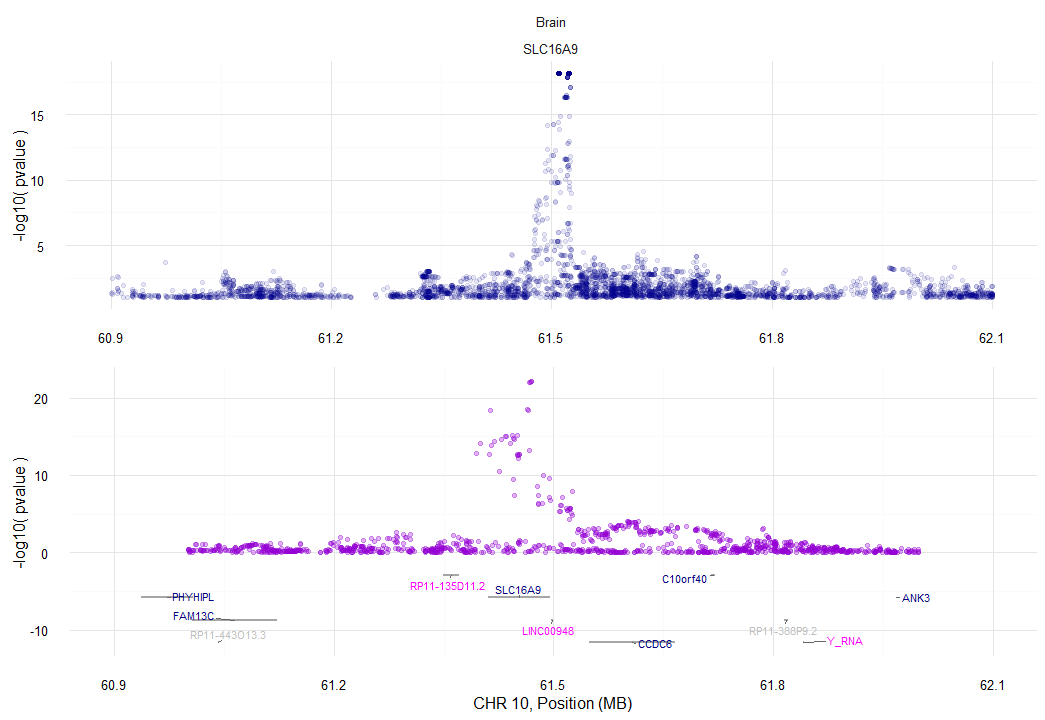 Brain
SLC16A9
-log10( pvalue )
15
10
5
60.9 61.2 61.5 61.8 62.1
-log10( pvalue )
20
10
0
-10
C10orf40
RP11-135D11.2
SLC16A9
PHYHIPL
ANK3
FAM13C
LINC00948
RP11-388P9.2
RP11-443O13.3
Y_RNA
CCDC6
60.9 61.2 61.5 61.8 62.1
CHR 10, Position (MB)